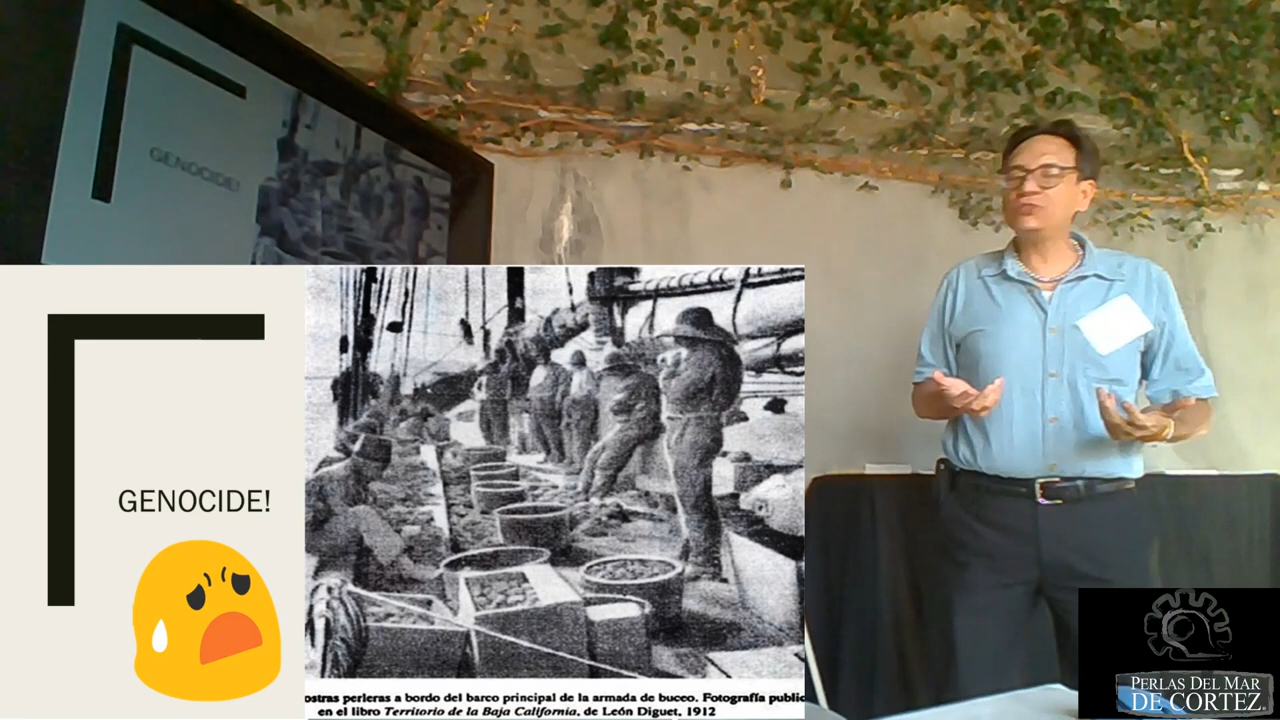 GENOCIDE!
GENOCIDE!
ostras perleras a bordo del barco principal de la armada de buceo. Fotografía public
en el libro Territorio de la Baja California, de León Diguet, 1912
PERLAS DEL MAR
DE CORTEZ®